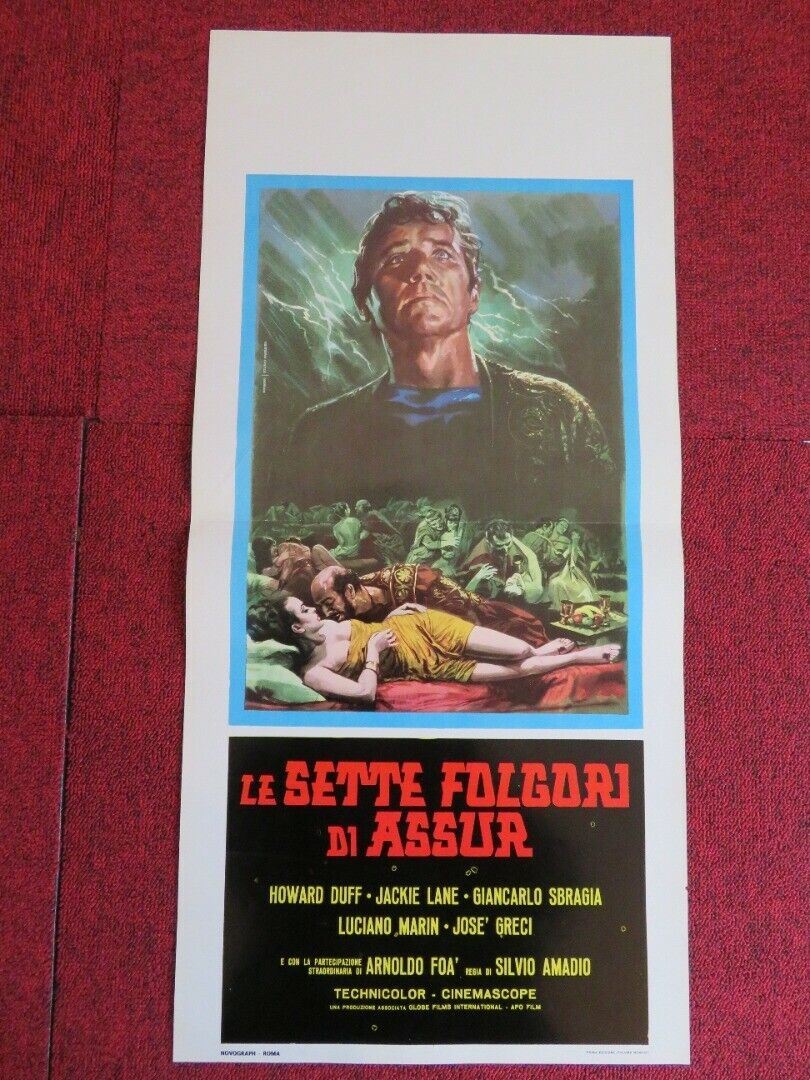 LE SETTE FOLGORI
DI ASSUR
HOWARD DUFF · JACKIE LANE · GIANCARLO SBRAGIA
LUCIANO MARIN · JOSE' GRECI
E CON LA PARTECIPAZIONE
STRAORDINARIA DI ARNOLDO FOA' REGIA DI SILVIO AMADIO
TECHNICOLOR - CINEMASCOPE
UNA PRODUZIONE ASSOCIATA GLOBE FILMS INTERNATIONAL - APO FILM
NOVOGRAPH - ROMA